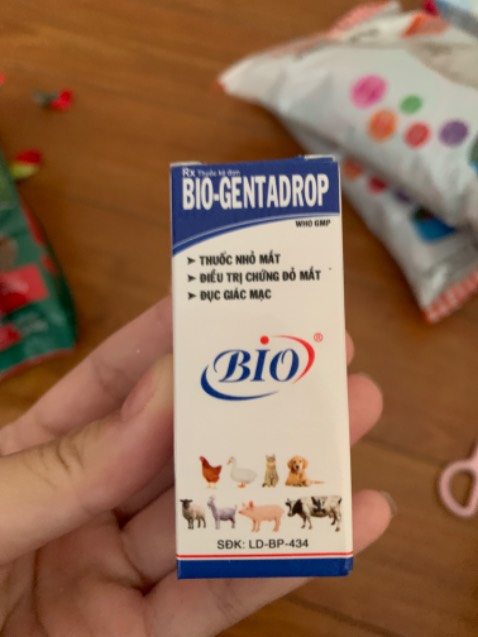 Rx Thuốc kê đơn
BIO-GENTADROP
WHO GMP
➤ THUỐC NHỎ MẮT
➤ ĐIỀU TRỊ CHỨNG ĐỎ MẮT
➤ ĐỤC GIÁC MẠC
BIO®
SĐK: LD-BP-434